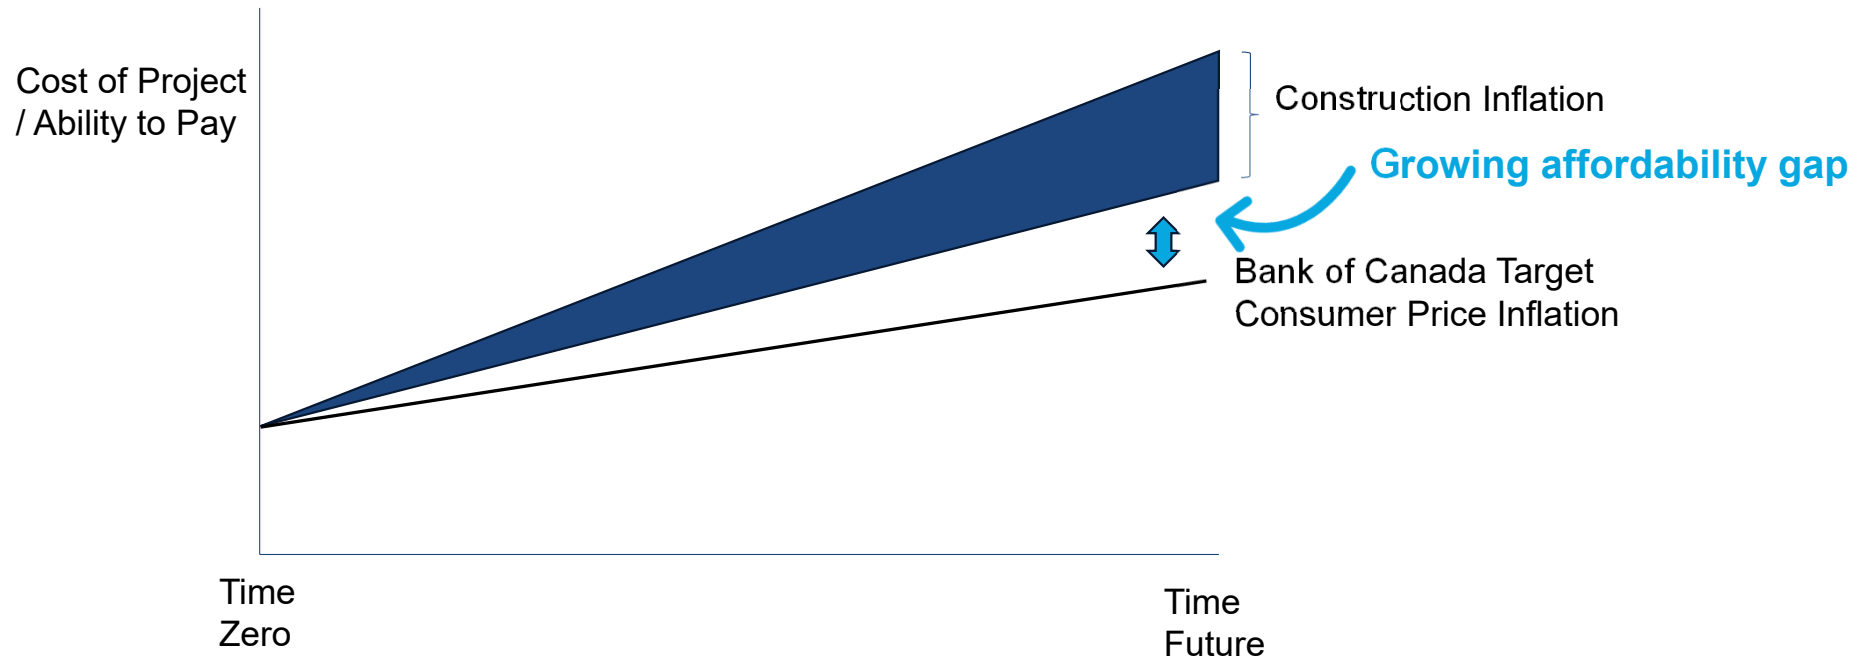 Cost of Project
/ Ability to Pay
Construction Inflation
Growing affordability gap
Bank of Canada Target
Consumer Price Inflation
Time
Zero
Time
Future